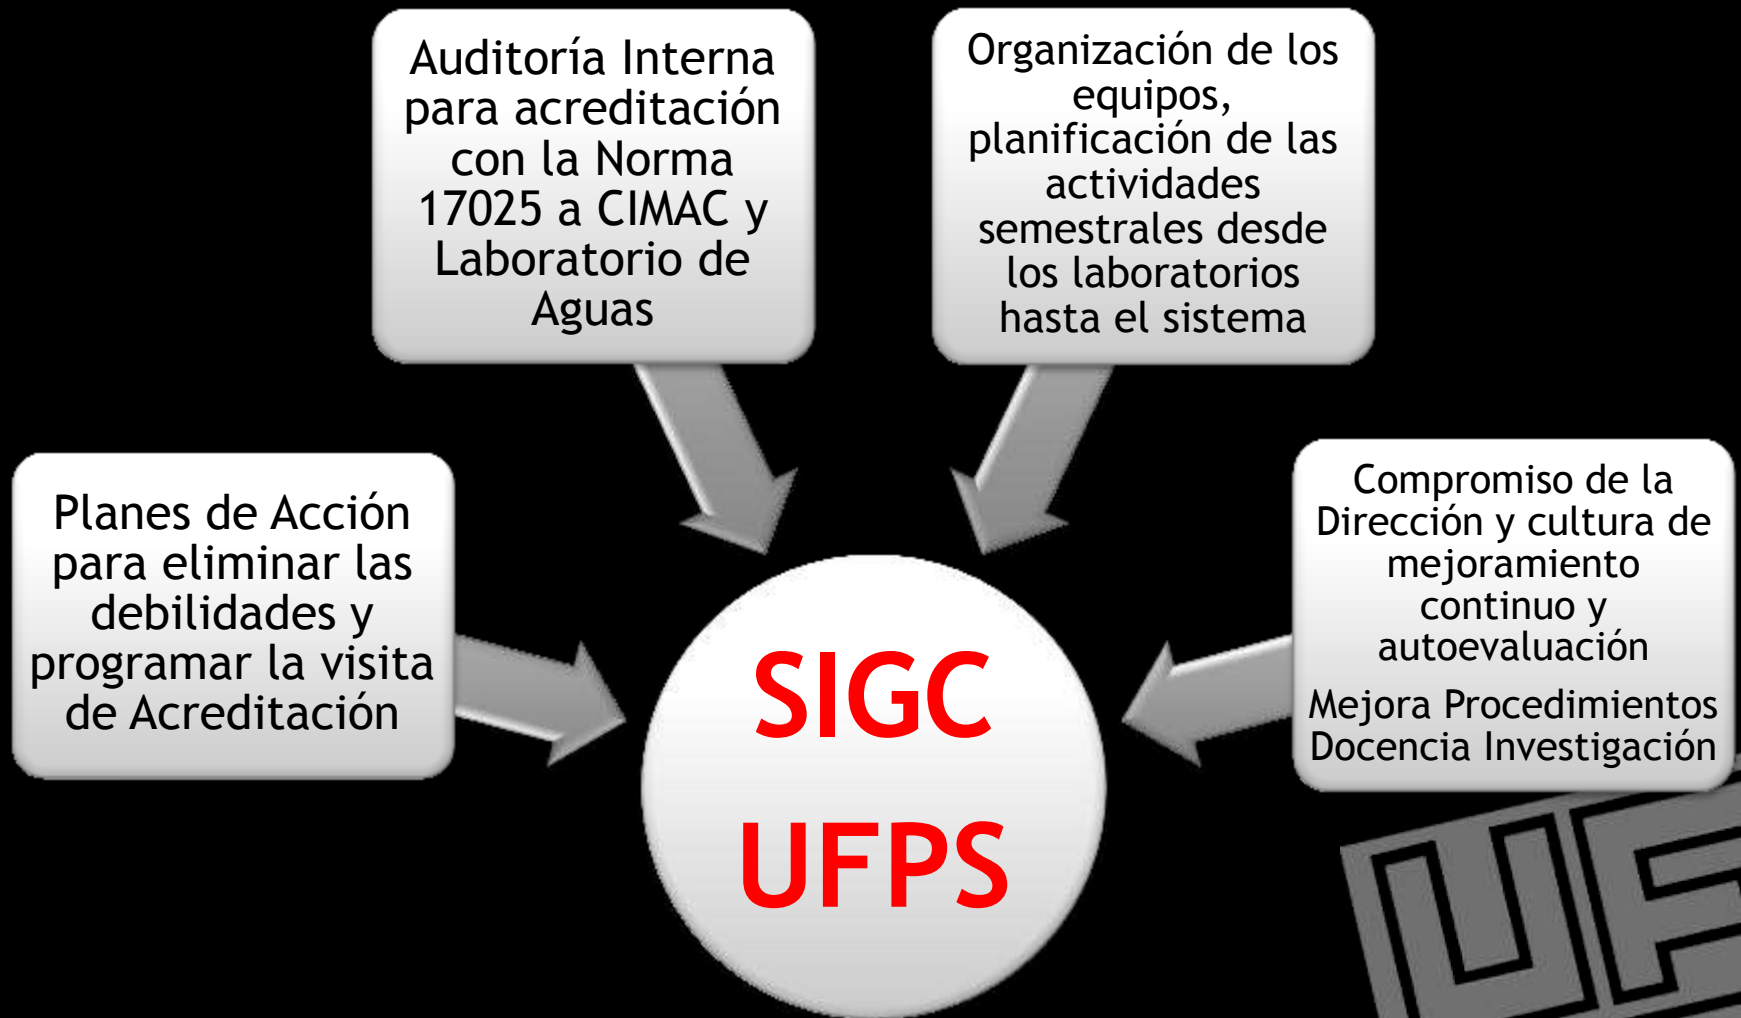 Auditoría Interna
para acreditación
con la Norma
17025 a CIMAC y
Laboratorio de
Aguas
Organización de los
equipos,
planificación de las
actividades
semestrales desde
los laboratorios
hasta el sistema
Planes de Acción
para eliminar las
debilidades y
programar la visita
de Acreditación
Compromiso de la
Dirección y cultura de
mejoramiento
continuo y
autoevaluación
Mejora Procedimientos
Docencia Investigación
SIGC
UFPS
UF